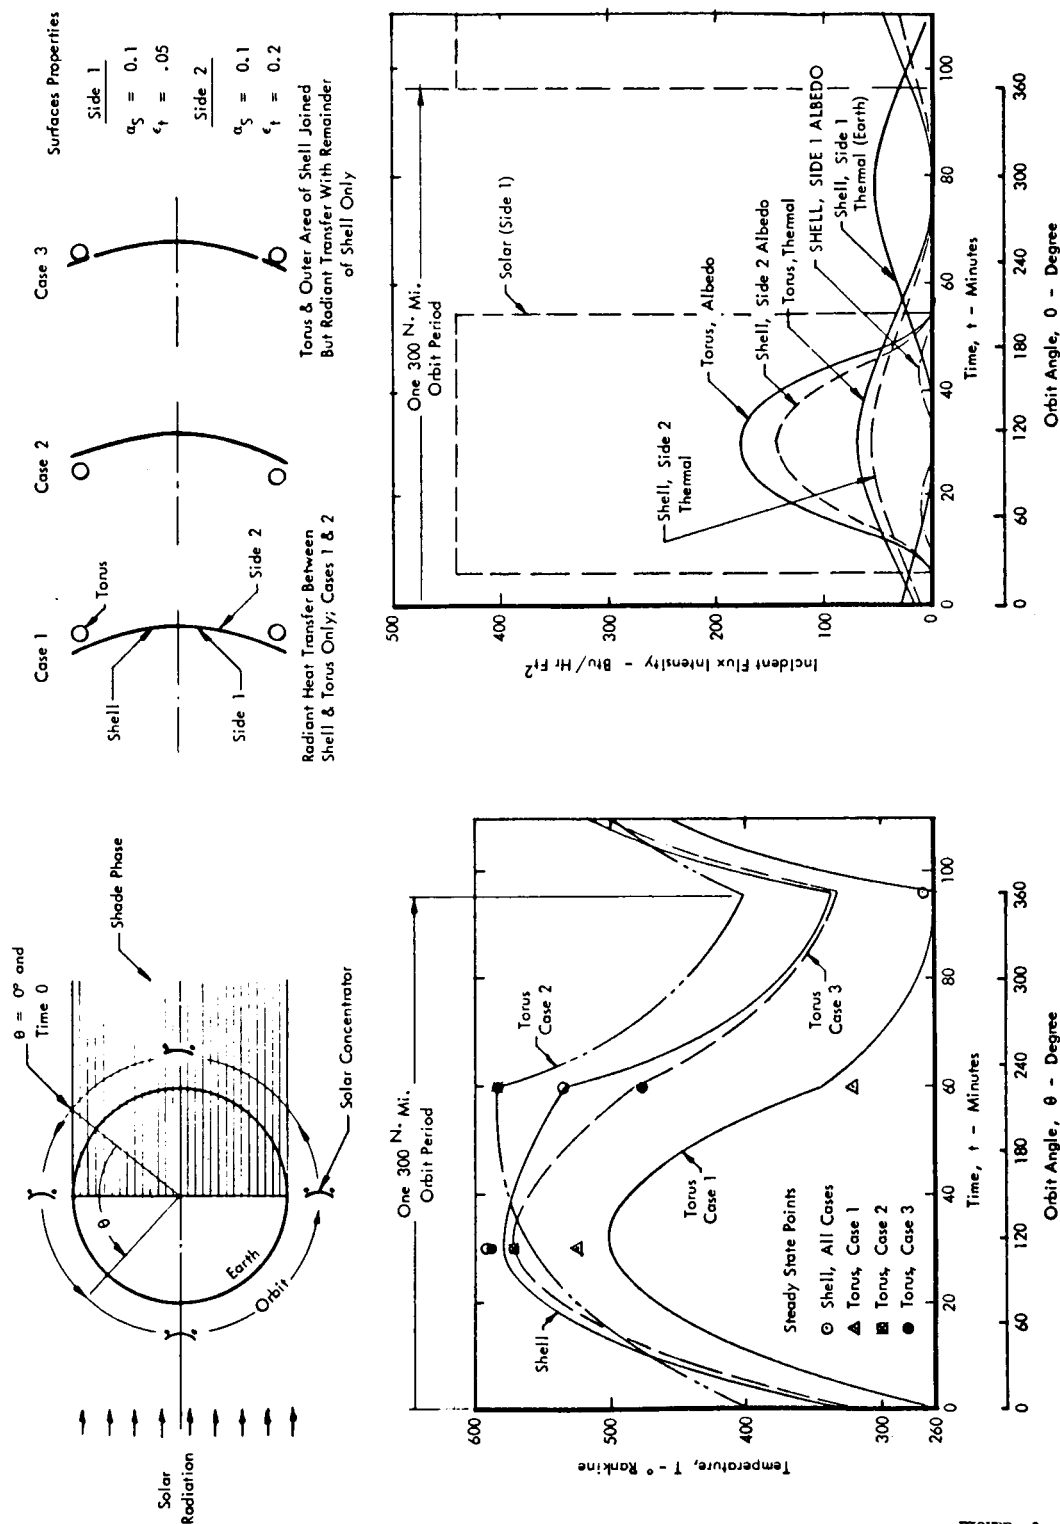 Solar
Radiation
θ = 0° and
Time 0
Shade Phase
θ
Earth
Orbit
Solar Concentrator
Case 1
Case 2
Case 3
Torus
Shell
Side 1
Side 2
Radiant Heat Transfer Between
Shell & Torus Only; Cases 1 & 2
Torus & Outer Area of Shell Joined
But Radiant Transfer With Remainder
of Shell Only
Surfaces Properties
Side 1
αS = 0.1
єt = .05
Side 2
αS = 0.1
єt = 0.2
Temperature, T - ° Rankine
600
500
400
300
260
One 300 N. Mi.
Orbit Period
Shell
Torus
Case 2
Torus
Case 3
Torus
Case 1
Steady State Points
Shell, All Cases
Torus, Case 1
Torus, Case 2
Torus, Case 3
0 20 40 60 80 100
Time, t - Minutes
0 60 120 180 240 300 360
Orbit Angle, θ - Degree
Incident Flux Intensity - Btu/Hr Ft2
500
400
300
200
100
0
One 300 N. Mi.
Orbit Period
Solar (Side 1)
Torus, Albedo
Shell, Side 2 Albedo
Torus, Thermal
SHELL, SIDE 1 ALBEDO
Shell, Side 1
Thermal (Earth)
Shell, Side 2
Thermal
0 20 40 60 80 100
Time, t - Minutes
0 60 120 180 240 300 360
Orbit Angle, 0 - Degree